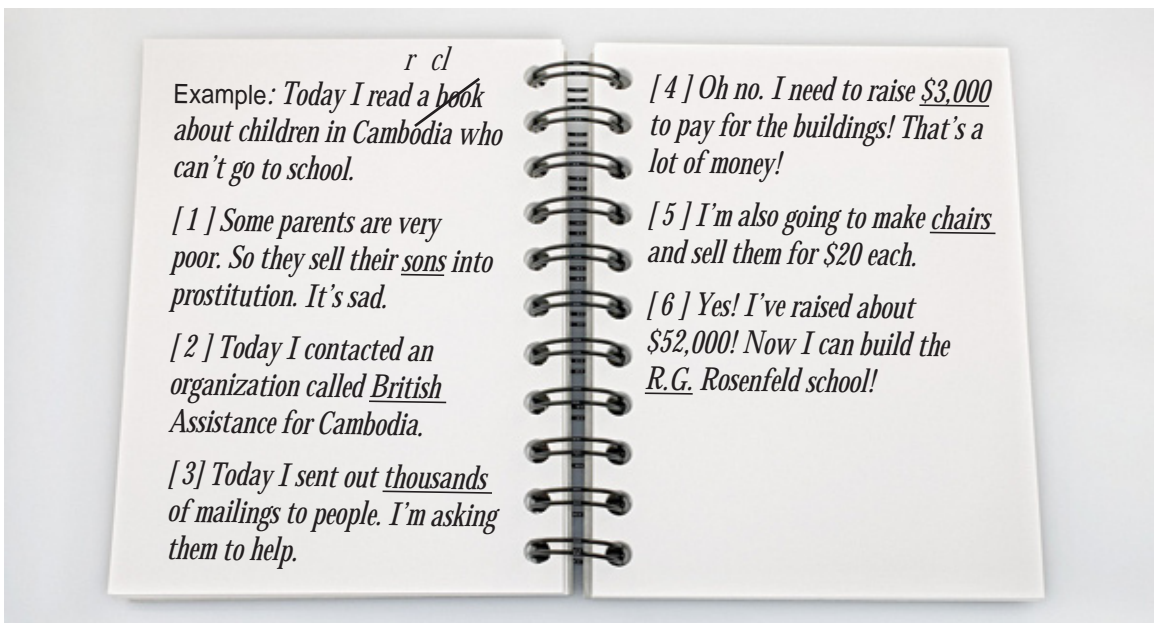 r cl
Example: Today I read a book
about children in Cambodia who
can't go to school.
[ 1 ] Some parents are very
poor. So they sell their sons into
prostitution. It's sad.
[ 2 ] Today I contacted an
organization called British
Assistance for Cambodia.
[ 3] Today I sent out thousands
of mailings to people. I'm asking
them to help.
[ 4 ] Oh no. I need to raise $3,000
to pay for the buildings! That's a
lot of money!
[ 5 ] I'm also going to make chairs
and sell them for $20 each.
[ 6 ] Yes! I've raised about
$52,000! Now I can build the
R.G. Rosenfeld school!